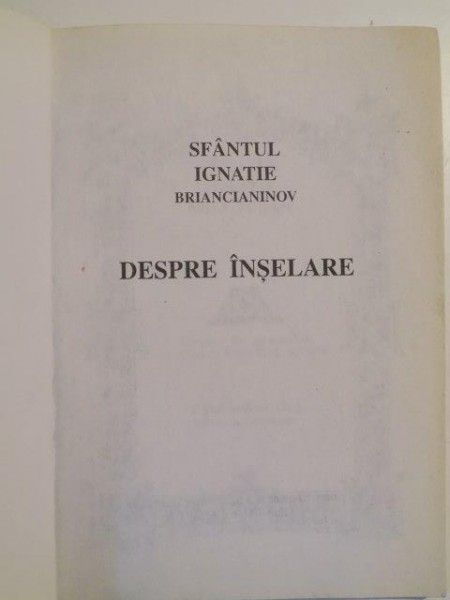 SFÂNTUL
IGNATIE
BRIANCIANINOV
DESPRE ÎNȘELARE